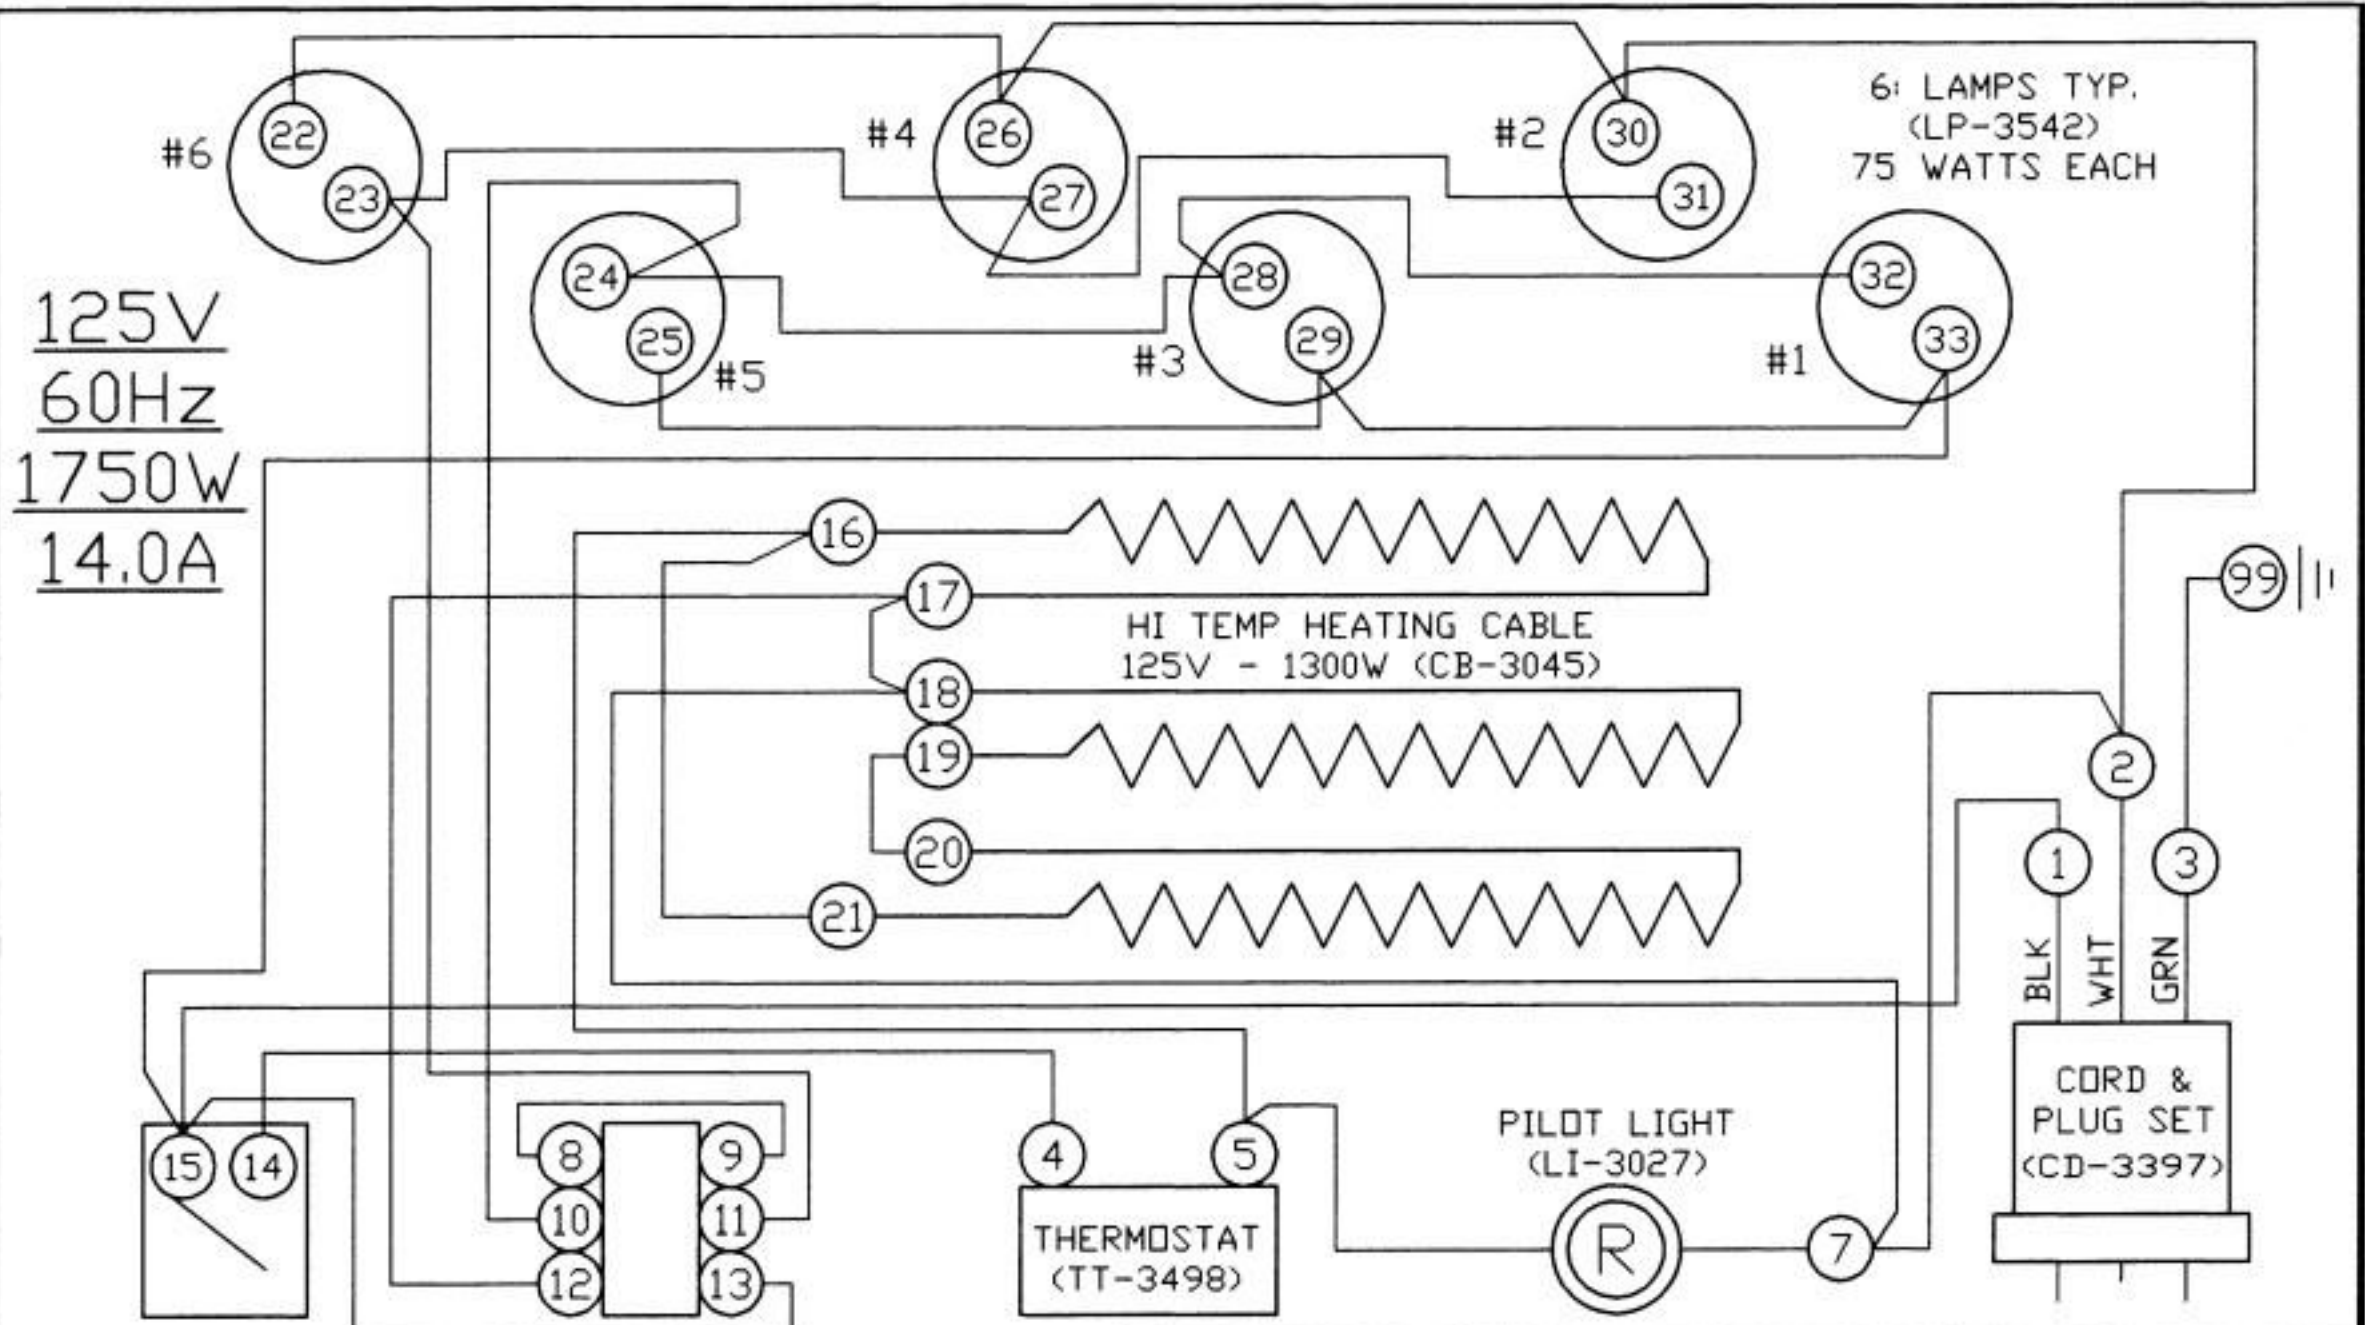 22
26
30
6: LAMPS TYP.
(LP-3542)
75 WATTS EACH
#6
#4
#2
23
27
31
24
28
32
25
29
33
#5
#3
#1
125V
60Hz
1750W
14.0A
16
17
HI TEMP HEATING CABLE
125V - 1300W (CB-3045)
18
19
20
21
99
2
1
3
BLK
WHT
GRN
CORD &
PLUG SET
(CD-3397)
15
14
8
9
10
11
12
13
4
5
THERMOSTAT
(TT-3498)
PILOT LIGHT
(LI-3027)
R
7